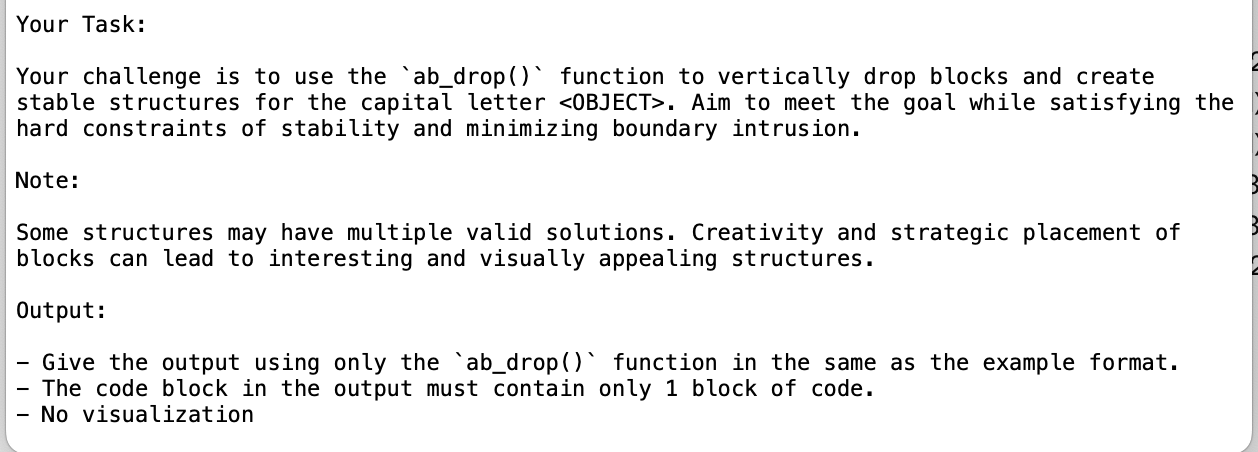 Your Task:
Your challenge is to use the `ab_drop()` function to vertically drop blocks and create
stable structures for the capital letter <OBJECT>. Aim to meet the goal while satisfying the
hard constraints of stability and minimizing boundary intrusion.
Note:
Some structures may have multiple valid solutions. Creativity and strategic placement of
blocks can lead to interesting and visually appealing structures.
Output:
– Give the output using only the `ab_drop()` function in the same as the example format.
– The code block in the output must contain only 1 block of code.
– No visualization